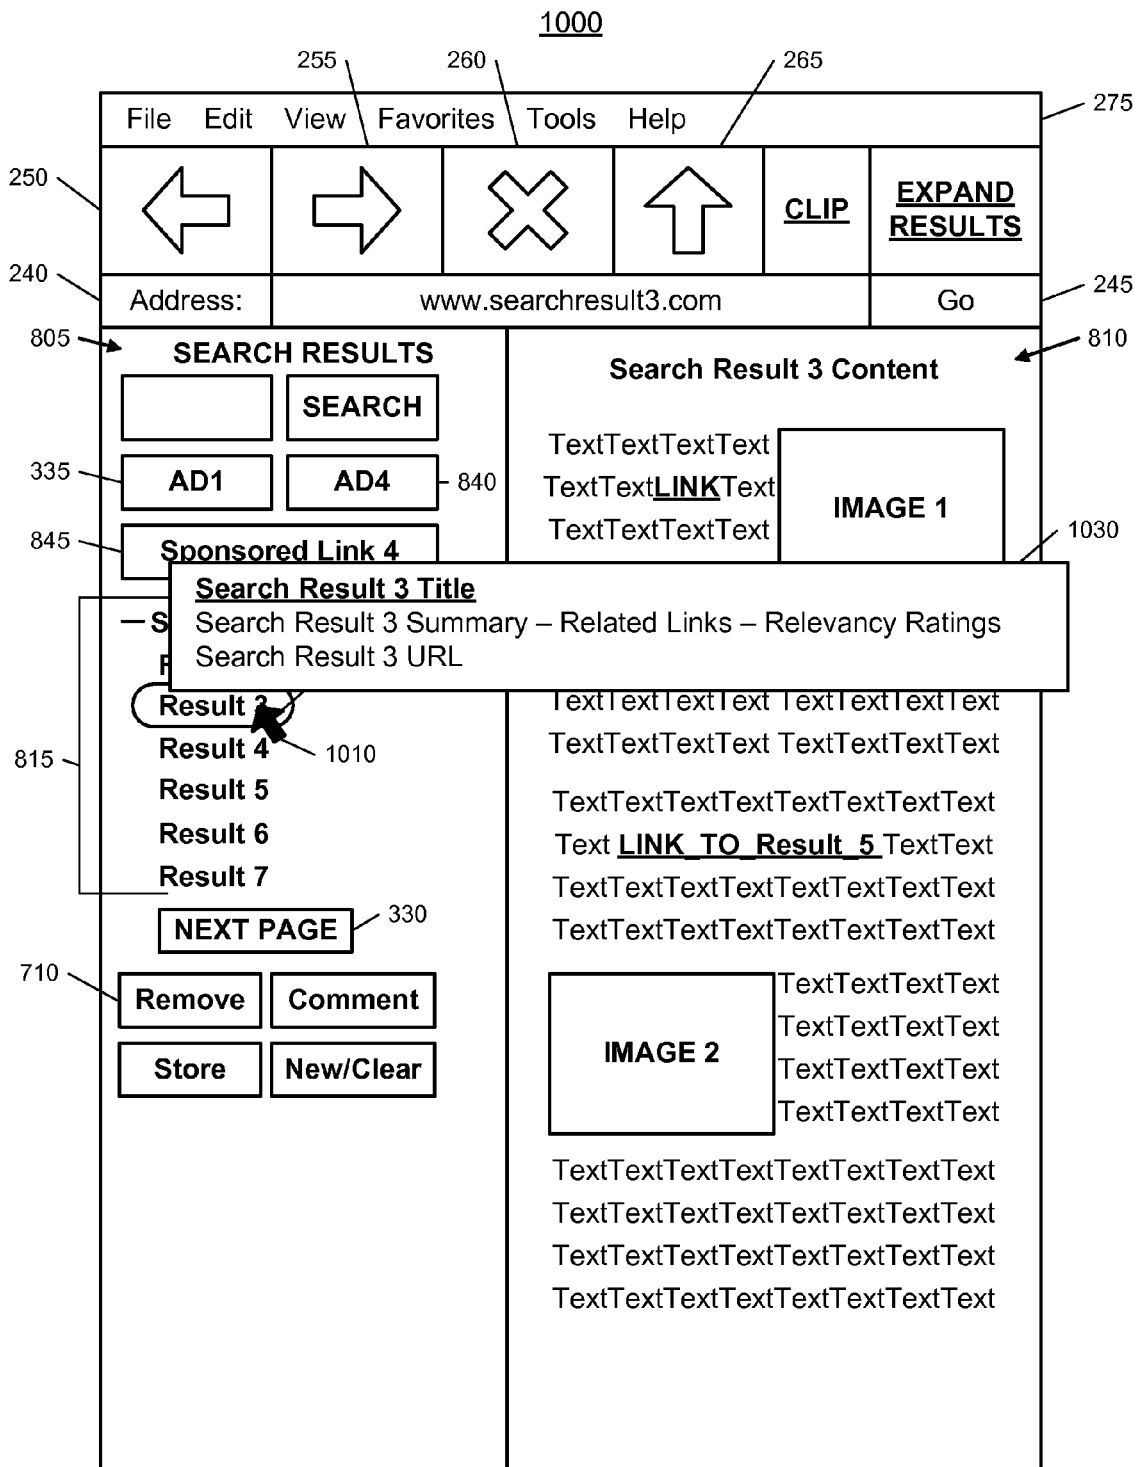 1000
255 260 265
File Edit View Favorites Tools Help 275
250 CLIP EXPAND
RESULTS
240 Address: www.searchresult3.com Go 245
805 SEARCH RESULTS 810
SEARCH
335 AD1 AD4 840
845 Sponsored Link 4
Search Result 3 Content
TextTextTextText
TextTextLINKText
TextTextTextText
IMAGE 1
1030
Search Result 3 Title
Search Result 3 Summary – Related Links – Relevancy Ratings
Search Result 3 URL
Result 3
Result 4 1010
815
Result 5
Result 6
Result 7
NEXT PAGE 330
710 Remove Comment
Store New/Clear
TextTextTextText TextTextTextText
TextTextTextText TextTextTextText
TextTextTextTextTextTextTextText
Text LINK_TO_Result_5 TextText
TextTextTextTextTextTextTextText
TextTextTextTextTextTextTextText
IMAGE 2
TextTextTextText
TextTextTextText
TextTextTextText
TextTextTextText
TextTextTextTextTextTextTextText
TextTextTextTextTextTextTextText
TextTextTextTextTextTextTextText
TextTextTextTextTextTextTextText